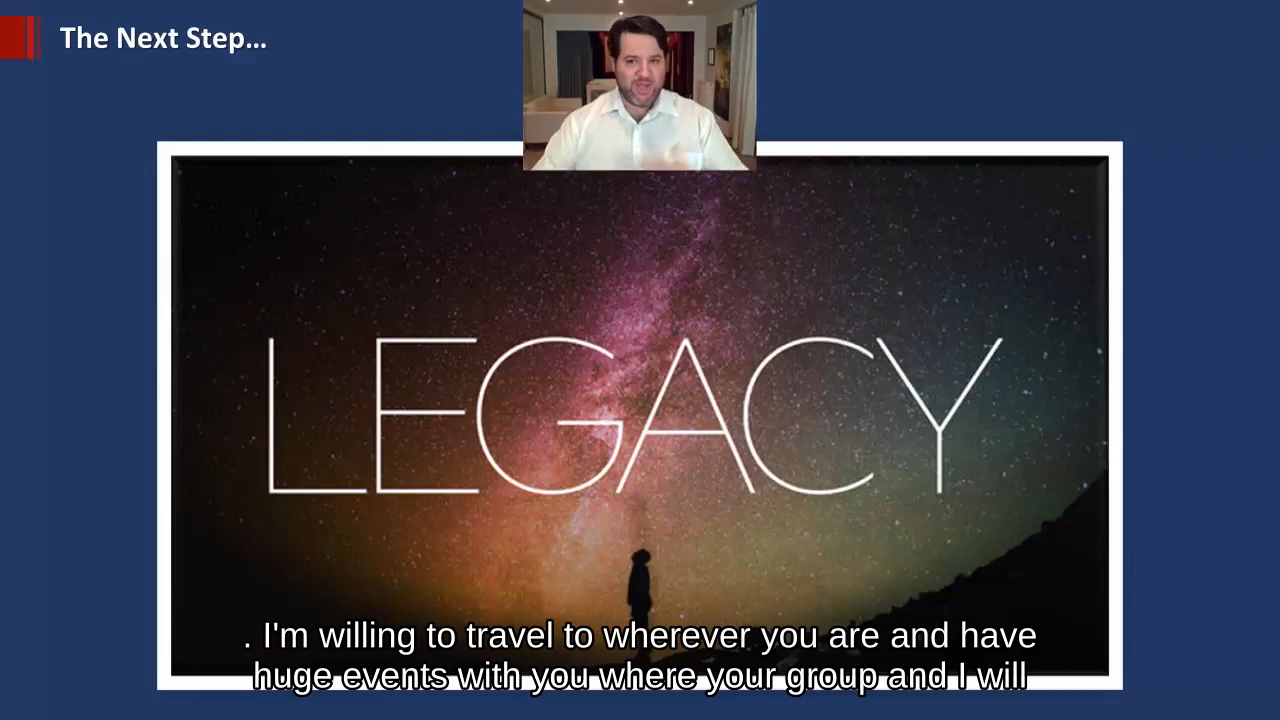 The Next Step...
LEGACY
. I'm willing to travel to wherever you are and have
huge events with you where your group and I will